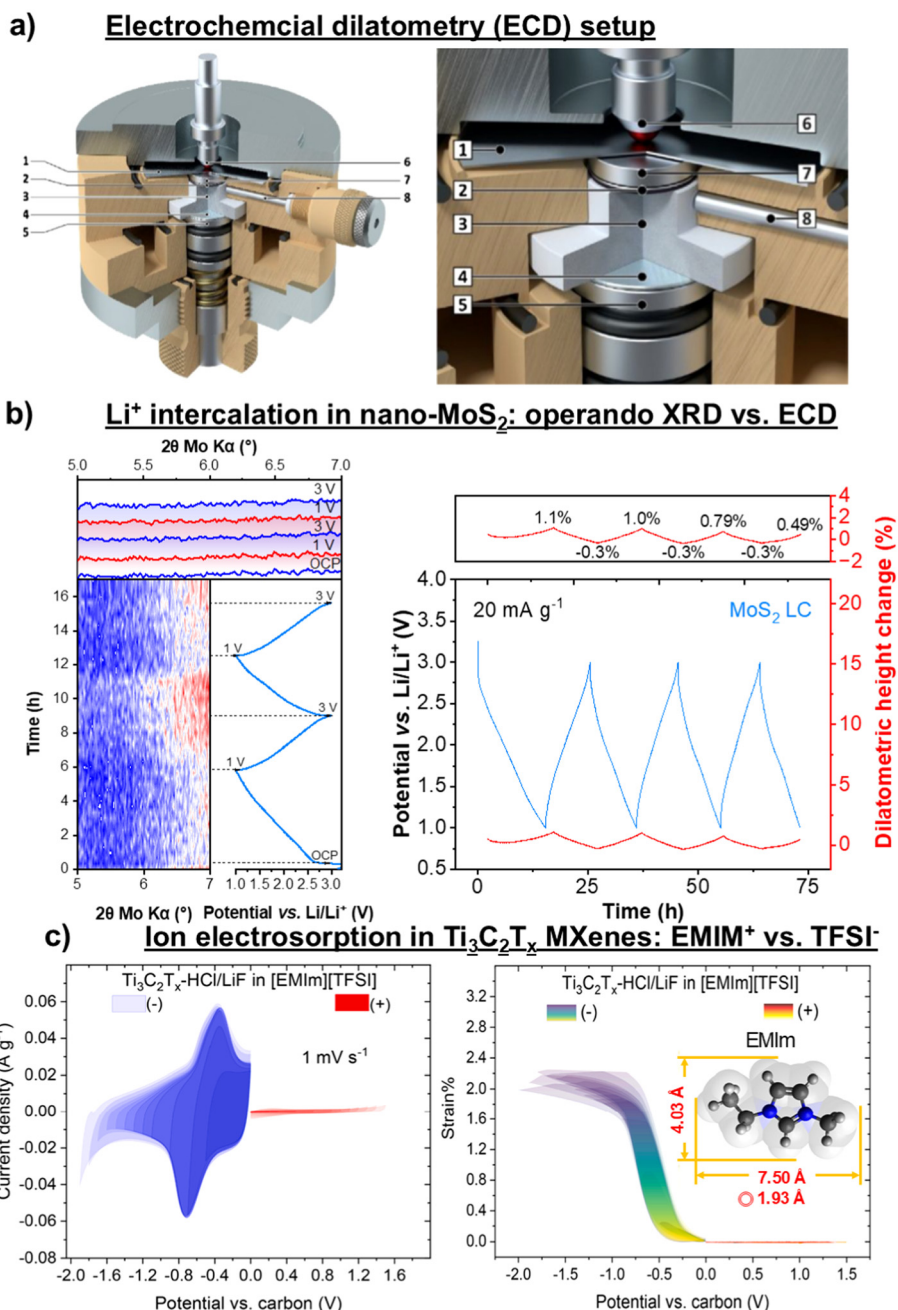 a) Electrochemcial dilatometry (ECD) setup
1
2
3
4
5
6
7
8
1
2
3
4
5
6
7
8
b) Li⁺ intercalation in nano-MoS₂: operando XRD vs. ECD
2θ Mo Kα (°)
5.0 5.5 6.0 6.5 7.0
3 V
1 V
3 V
1 V
OCP
Time (h)
16
14
12
10
8
6
4
2
0
3 V
1 V
3 V
1 V
OCP
5 6 7
1.0 1.5 2.0 2.5 3.0
2θ Mo Kα (°) Potential vs. Li/Li⁺ (V)
1.1% 1.0% 0.79% 0.49%
-0.3% -0.3% -0.3%
4
2
0
−2
20 mA g⁻¹ MoS₂ LC
Potential vs. Li/Li⁺ (V)
4.0
3.5
3.0
2.5
2.0
1.5
1.0
0.5
20
15
10
5
0
Dilatometric height change (%)
0 25 50 75
Time (h)
c) Ion electrosorption in Ti₃C₂Tₓ MXenes: EMIM⁺ vs. TFSI⁻
Ti₃C₂Tₓ-HCl/LiF in [EMIm][TFSI]
(-) (+)
1 mV s⁻¹
Current density (A g⁻¹)
0.06
0.04
0.02
0.00
-0.02
-0.04
-0.06
-0.08
-2.0 -1.6 -1.2 -0.8 -0.4 0.0 0.4 0.8 1.2 1.6
Potential vs. carbon (V)
Ti₃C₂Tₓ-HCl/LiF in [EMIm][TFSI]
(-) (+)
EMIm
4.03 Å
7.50 Å
1.93 Å
Strain%
3.2
2.8
2.4
2.0
1.6
1.2
0.8
0.4
0.0
-2.0 -1.5 -1.0 -0.5 0.0 0.5 1.0 1.5
Potential vs. carbon (V)